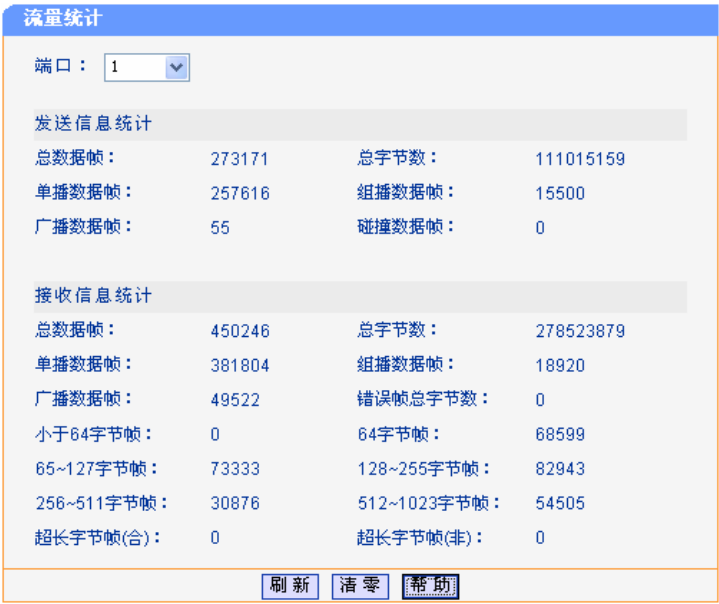 流量统计
端口： 1
发送信息统计
总数据帧： 273171 总字节数： 111015159
单播数据帧： 257616 组播数据帧： 15500
广播数据帧： 55 碰撞数据帧： 0
接收信息统计
总数据帧： 450246 总字节数： 278523879
单播数据帧： 381804 组播数据帧： 18920
广播数据帧： 49522 错误帧总字节数： 0
小于64字节帧： 0 64字节帧： 68599
65~127字节帧： 73333 128~255字节帧： 82943
256~511字节帧： 30876 512~1023字节帧： 54505
超长字节帧(合)： 0 超长字节帧(非)： 0
刷 新 清 零 帮 助